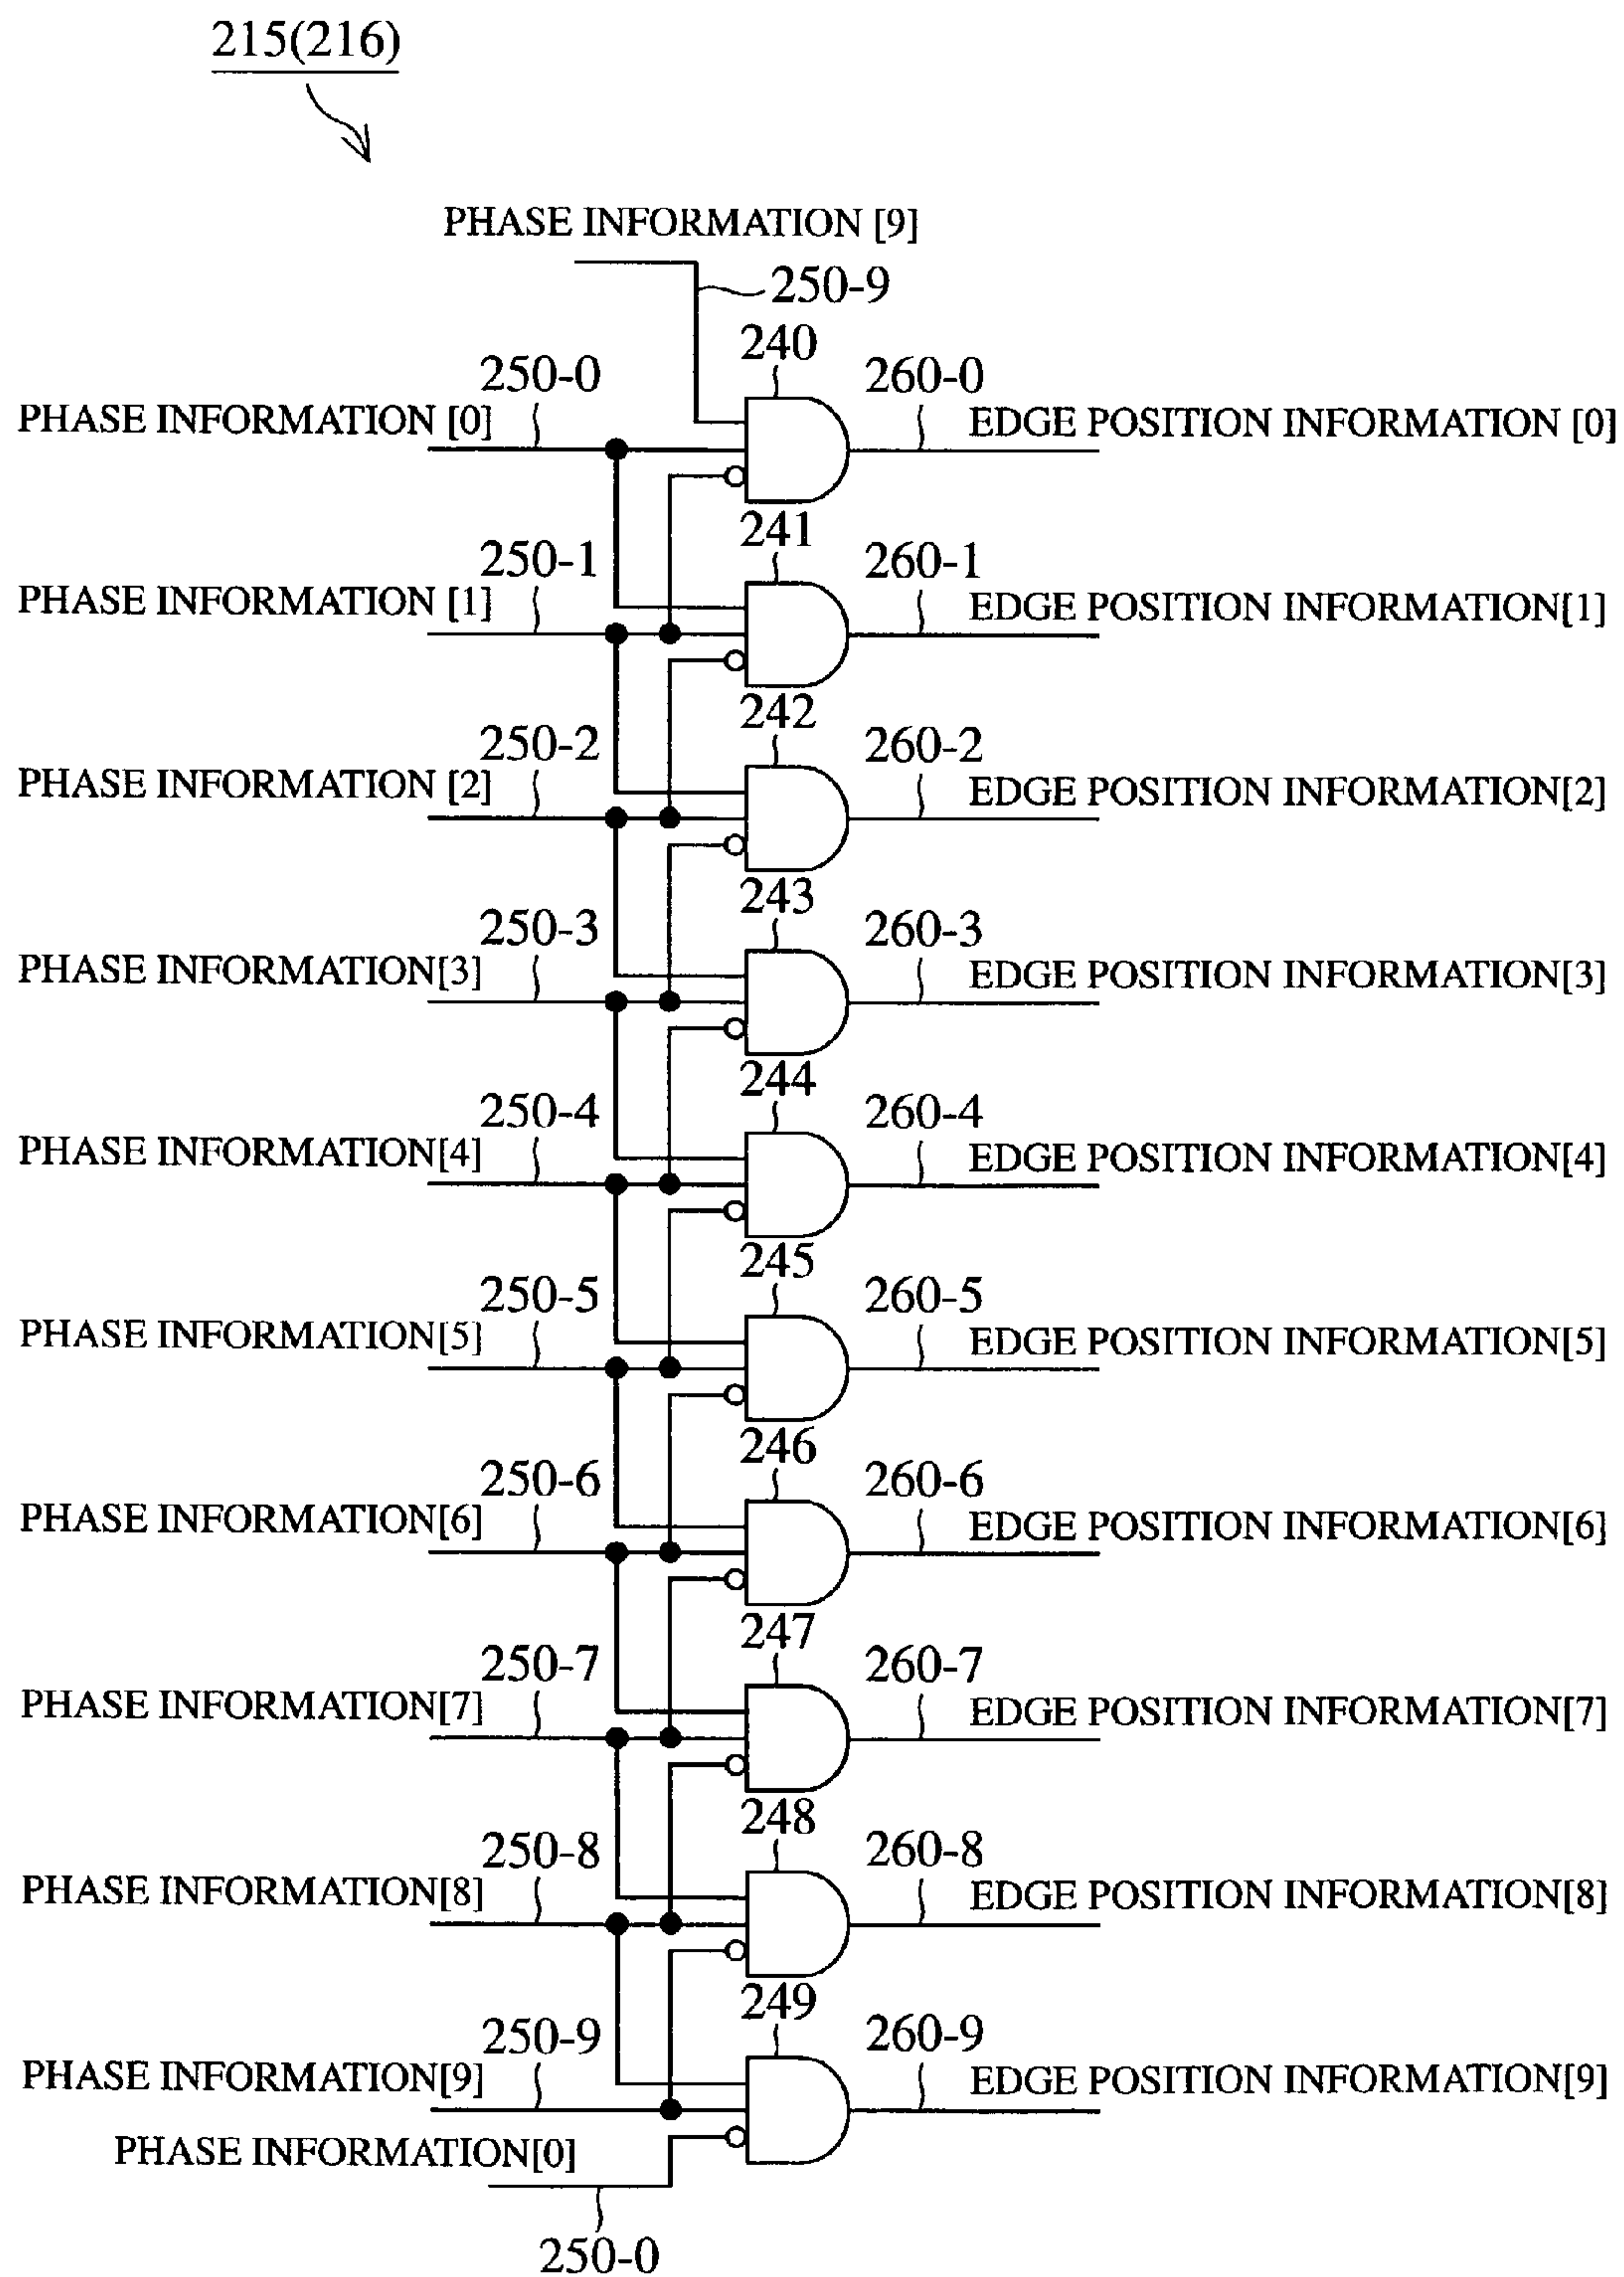 215(216)
PHASE INFORMATION [9]
250-9
240
250-0
260-0
PHASE INFORMATION [0]
EDGE POSITION INFORMATION [0]
241
250-1
260-1
PHASE INFORMATION [1]
EDGE POSITION INFORMATION[1]
242
250-2
260-2
PHASE INFORMATION [2]
EDGE POSITION INFORMATION[2]
243
250-3
260-3
PHASE INFORMATION[3]
EDGE POSITION INFORMATION[3]
244
250-4
260-4
PHASE INFORMATION[4]
EDGE POSITION INFORMATION[4]
245
250-5
260-5
PHASE INFORMATION[5]
EDGE POSITION INFORMATION[5]
246
250-6
260-6
PHASE INFORMATION[6]
EDGE POSITION INFORMATION[6]
247
250-7
260-7
PHASE INFORMATION[7]
EDGE POSITION INFORMATION[7]
248
250-8
260-8
PHASE INFORMATION[8]
EDGE POSITION INFORMATION[8]
249
250-9
260-9
PHASE INFORMATION[9]
EDGE POSITION INFORMATION[9]
PHASE INFORMATION[0]
250-0